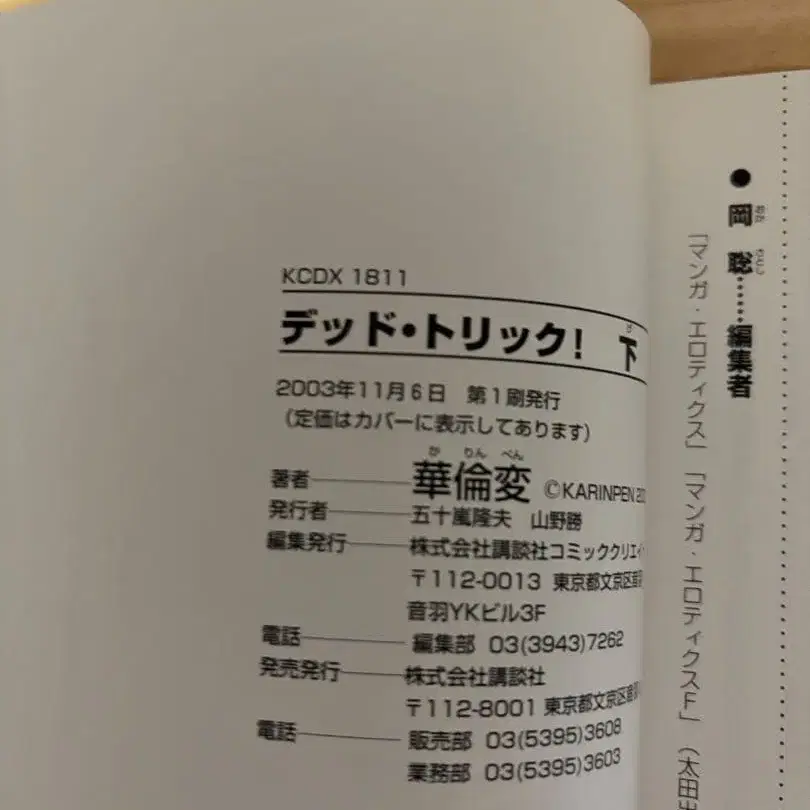 KCDX 1811
デッド・トリック! 下
げ
2003年11月6日 第1刷発行
(定価はカバーに表示してあります)
か りん ぺん
著者 華倫変 ©KARINPEN
発行者 五十嵐隆夫 山野勝
編集発行 株式会社講談社コミッククリエイ
〒112-0013 東京都文京区
音羽YKビル3F
電話 編集部 03(3943)7262
発売発行 株式会社講談社
〒112-8001 東京都文京区
電話 販売部 03(5395)3608
業務部 03(5395)3603
●岡聡……編集者
おか さとし
「マンガ・エロティクス」「マンガ・エロティクスF」(太田出